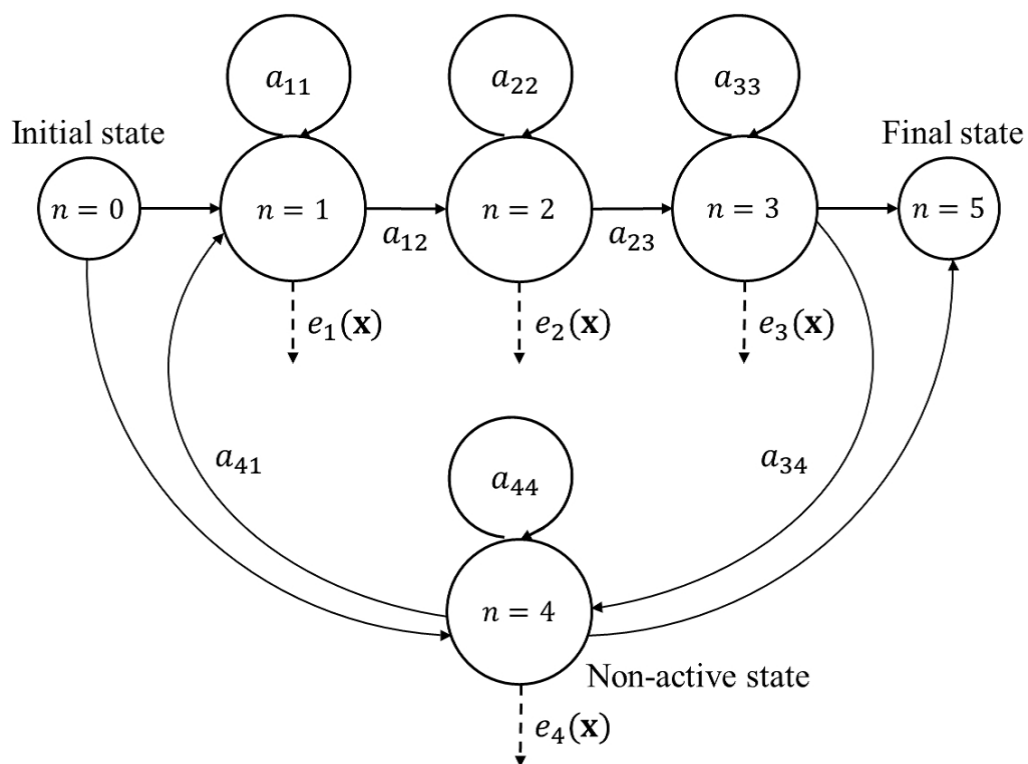 a₁₁
a₂₂
a₃₃
Initial state
Final state
n = 0
n = 1
n = 2
n = 3
n = 5
a₁₂
a₂₃
e₁(𝐱)
e₂(𝐱)
e₃(𝐱)
a₄₁
a₃₄
a₄₄
n = 4
Non-active state
e₄(𝐱)